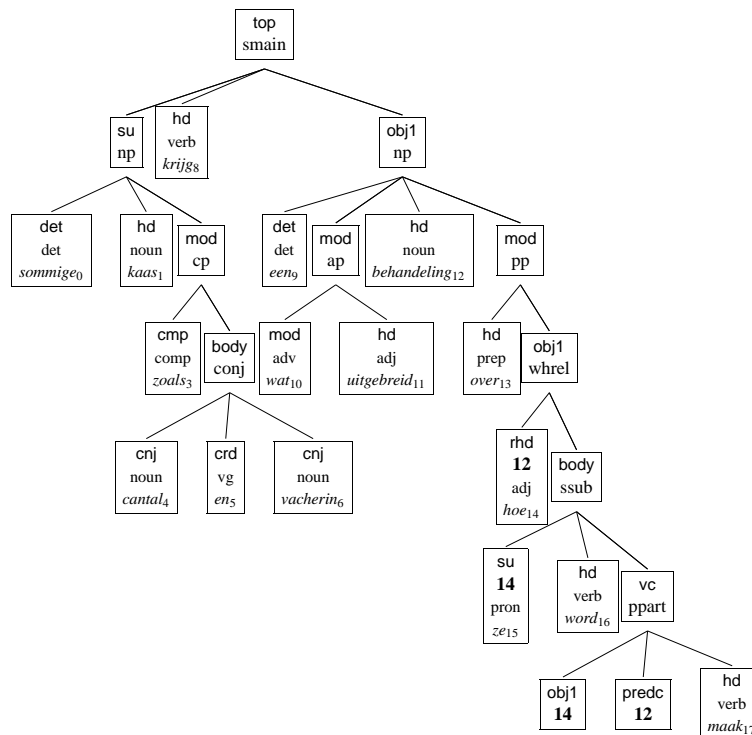 top
smain
su
np
hd
verb
krijg8
obj1
np
det
det
sommige0
hd
noun
kaas1
mod
cp
det
det
een9
mod
ap
hd
noun
behandeling12
mod
pp
cmp
comp
zoals3
body
conj
mod
adv
wat10
hd
adj
uitgebreid11
hd
prep
over13
obj1
whrel
cnj
noun
cantal4
crd
vg
en5
cnj
noun
vacherin6
rhd
12
adj
hoe14
body
ssub
su
14
pron
ze15
hd
verb
word16
vc
ppart
obj1
14
predc
12
hd
verb
maak17